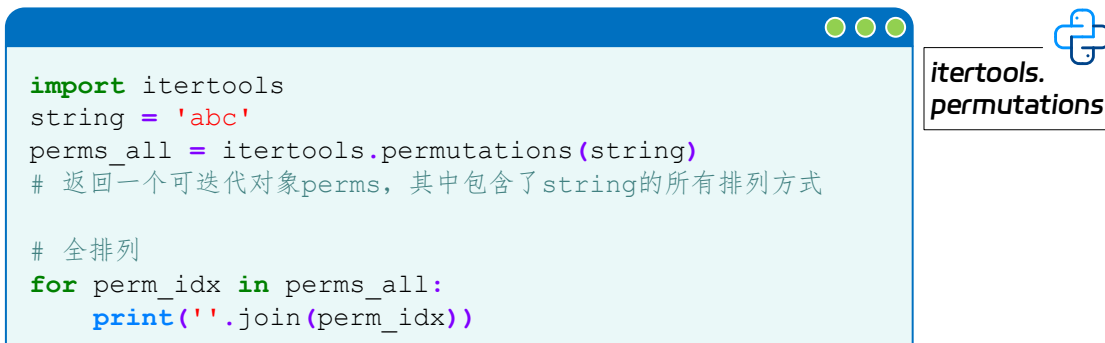 import itertools
string = 'abc'
perms_all = itertools.permutations(string)
# 返回一个可迭代对象perms, 其中包含了string的所有排列方式
# 全排列
for perm_idx in perms_all:
    print(''.join(perm_idx))
itertools.
permutations